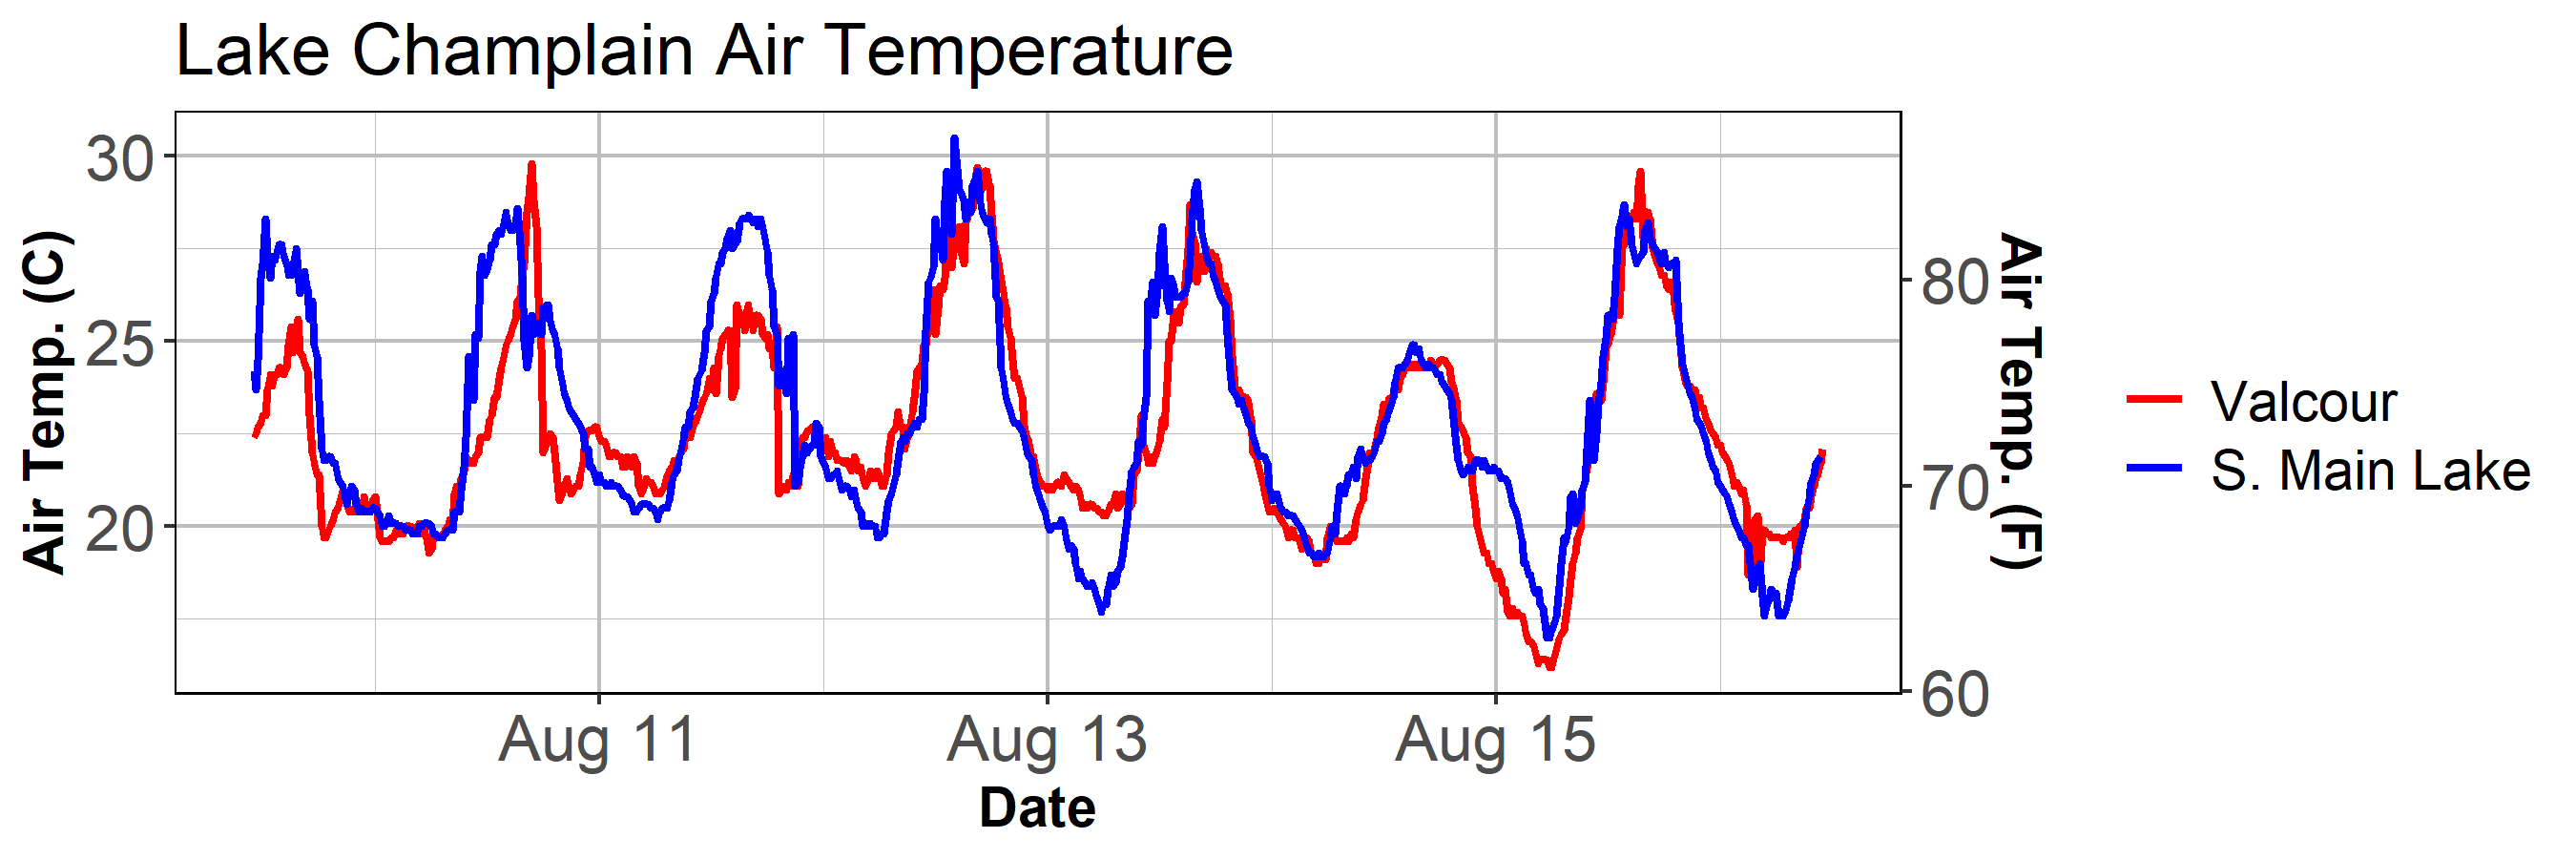 Lake Champlain Air Temperature
30
25
20
Air Temp. (C)
80
70
60
Air Temp. (F)
Aug 11
Aug 13
Aug 15
Date
Valcour
S. Main Lake